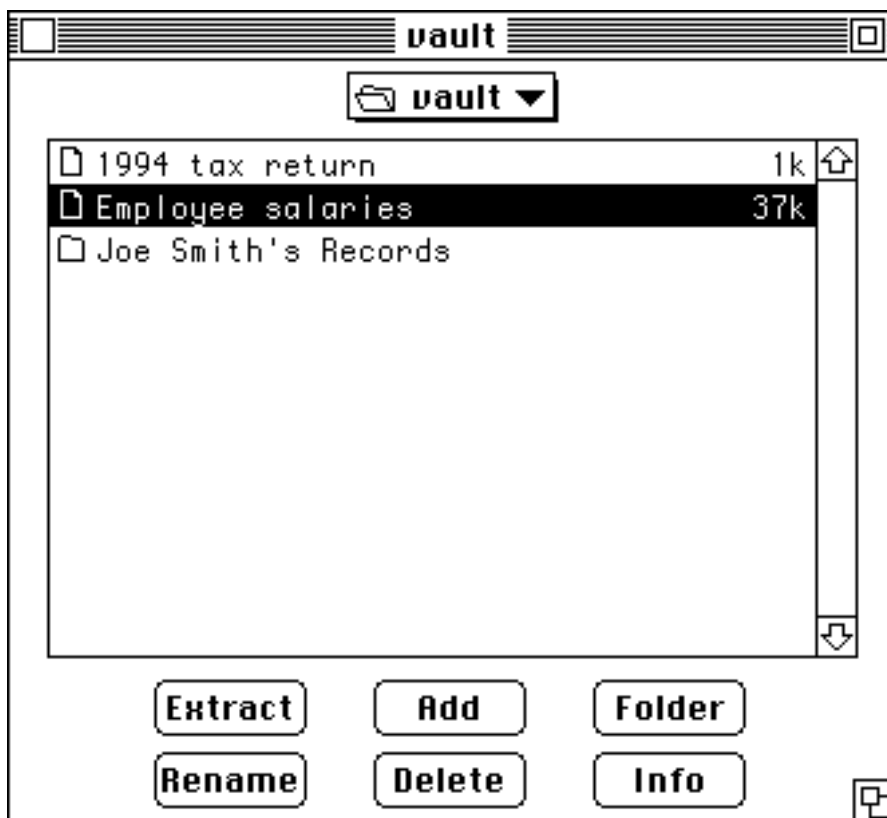 vault
vault
1994 tax return 1k
Employee salaries 37k
Joe Smith's Records
Extract Add Folder
Rename Delete Info